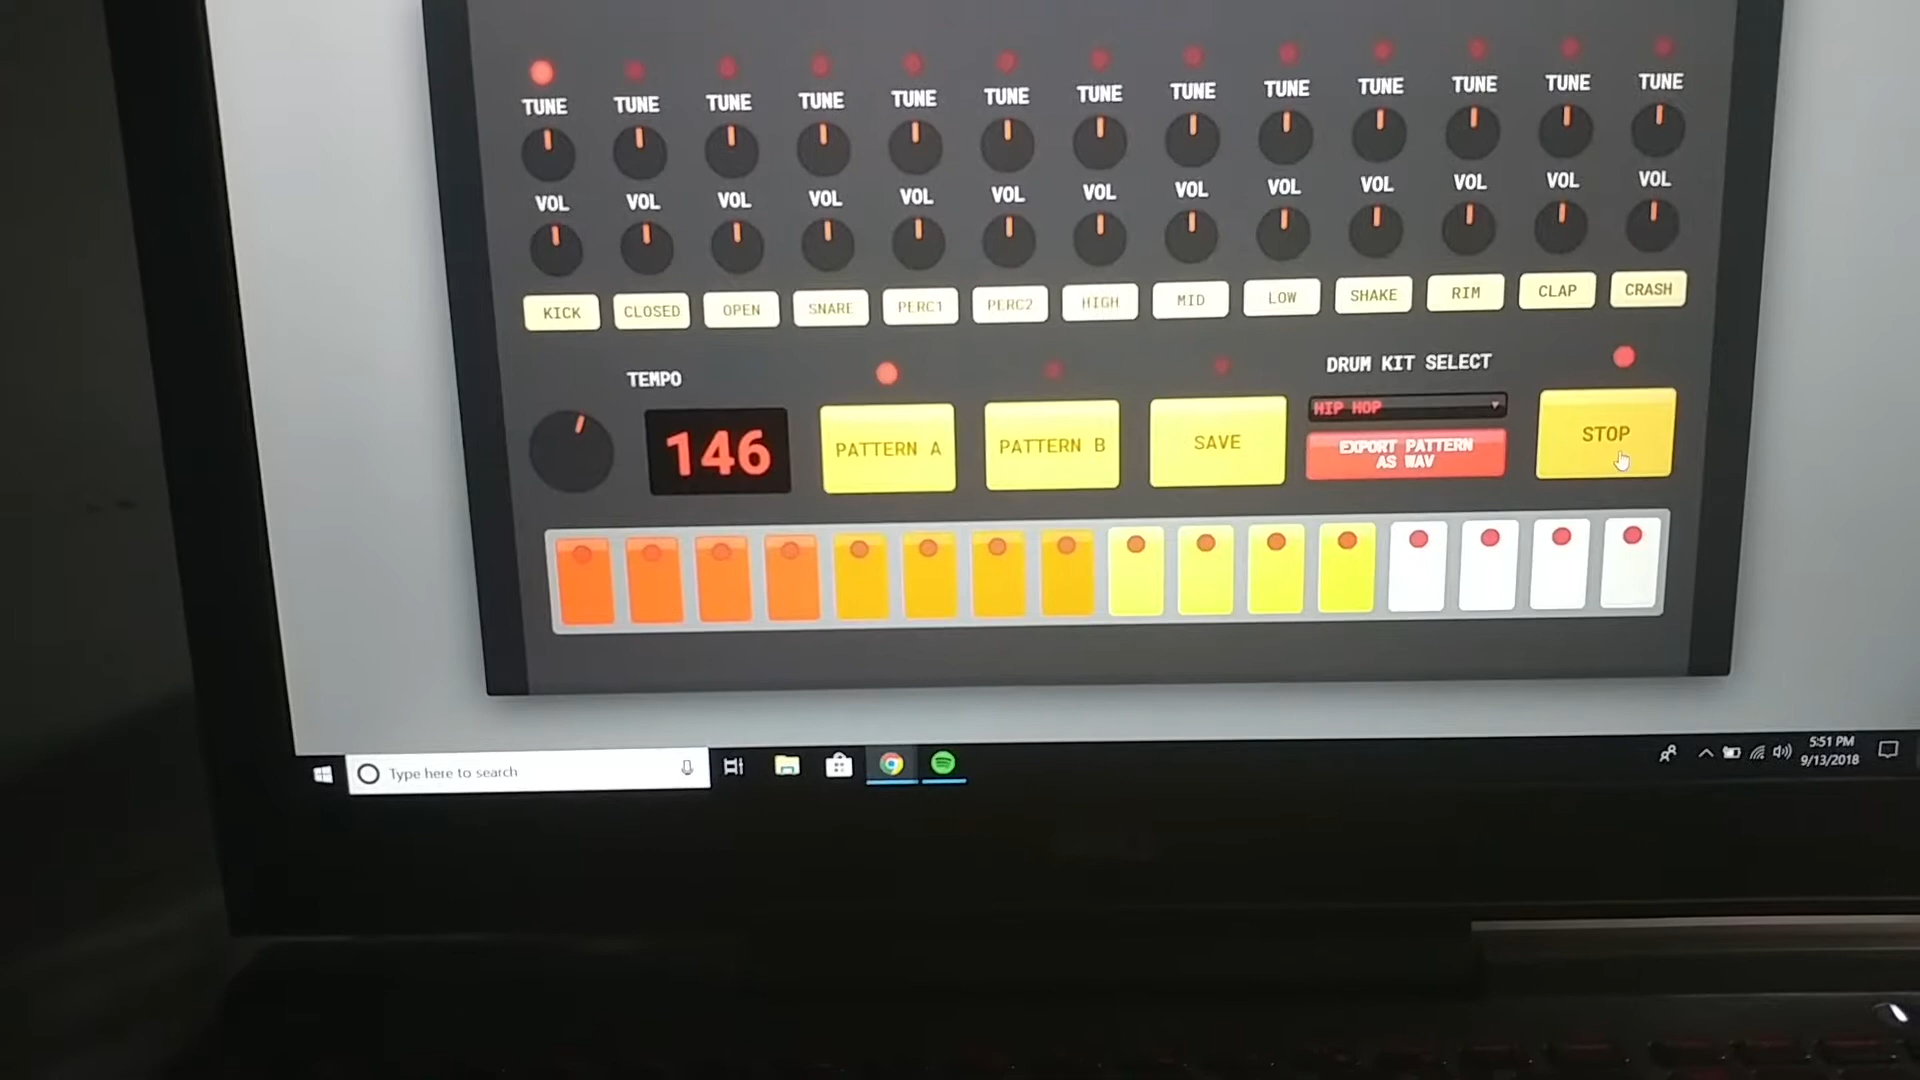 TUNE TUNE TUNE TUNE TUNE TUNE TUNE TUNE TUNE TUNE TUNE TUNE TUNE
VOL VOL VOL VOL VOL VOL VOL VOL VOL VOL VOL VOL VOL
KICK CLOSED OPEN SNARE PERC1 PERC2 HIGH MID LOW SHAKE RIM CLAP CRASH
TEMPO
DRUM KIT SELECT
146
PATTERN A
PATTERN B
SAVE
HIP HOP
EXPORT PATTERN
AS WAV
STOP
Type here to search
5:51 PM
9/13/2018